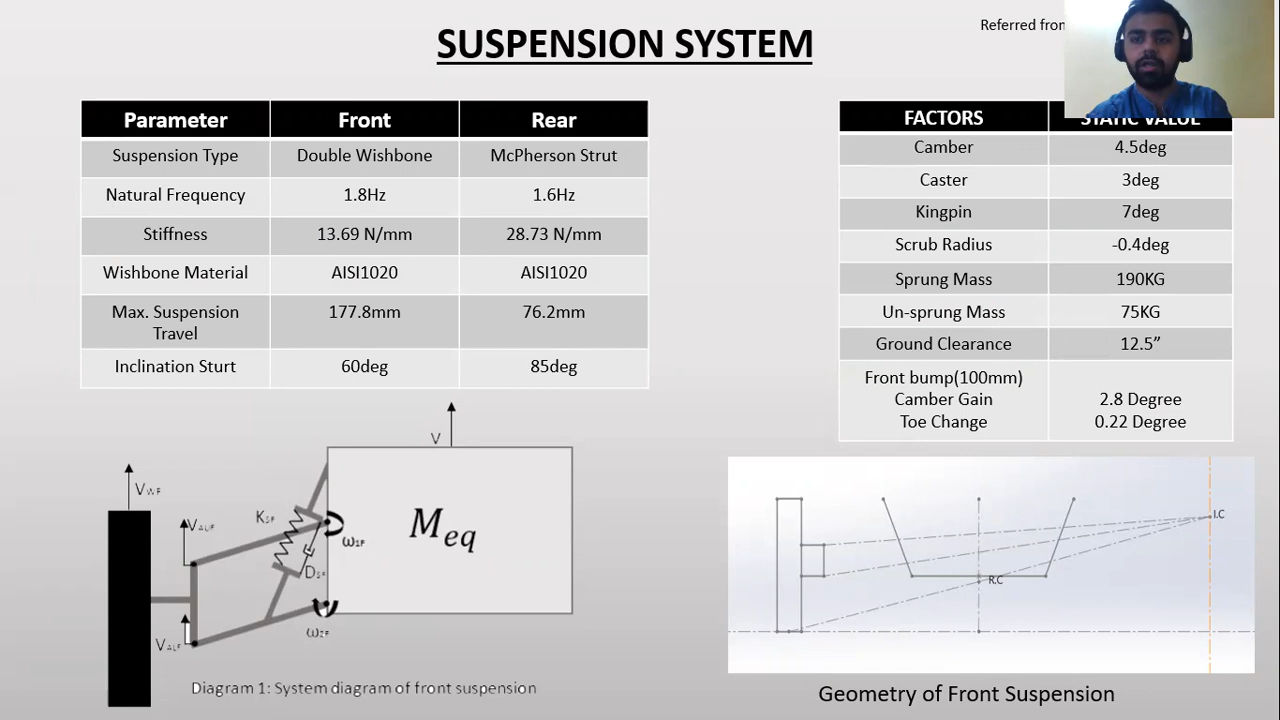 Referred from
SUSPENSION SYSTEM
Parameter Front Rear
Suspension Type Double Wishbone McPherson Strut
Natural Frequency 1.8Hz 1.6Hz
Stiffness 13.69 N/mm 28.73 N/mm
Wishbone Material AISI1020 AISI1020
Max. Suspension
Travel 177.8mm 76.2mm
Inclination Sturt 60deg 85deg
FACTORS STATIC VALUE
Camber 4.5deg
Caster 3deg
Kingpin 7deg
Scrub Radius -0.4deg
Sprung Mass 190KG
Un-sprung Mass 75KG
Ground Clearance 12.5”
Front bump(100mm)
Camber Gain 2.8 Degree
Toe Change 0.22 Degree
V
VWF
VAUF
KSF
ω1F
Meq
DSF
ω2F
VALF
Diagram 1: System diagram of front suspension
I.C
R.C
Geometry of Front Suspension